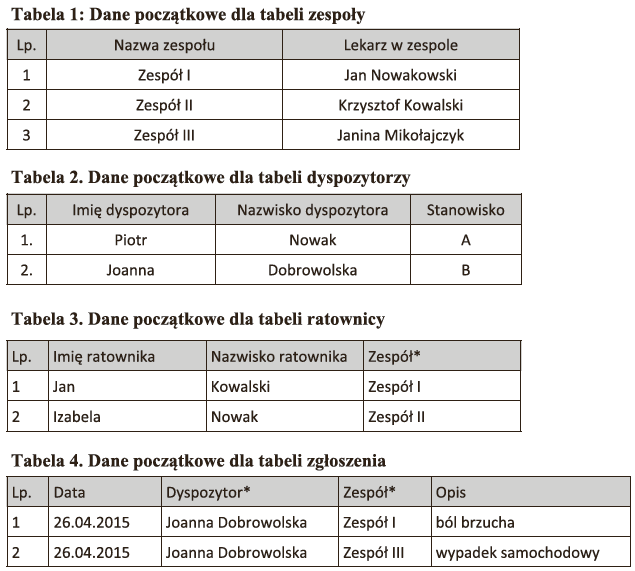 Tabela 1: Dane początkowe dla tabeli zespoły
Lp. Nazwa zespołu Lekarz w zespole
1 Zespół I Jan Nowakowski
2 Zespół II Krzysztof Kowalski
3 Zespół III Janina Mikołajczyk
Tabela 2. Dane początkowe dla tabeli dyspozytorzy
Lp. Imię dyspozytora Nazwisko dyspozytora Stanowisko
1. Piotr Nowak A
2. Joanna Dobrowolska B
Tabela 3. Dane początkowe dla tabeli ratownicy
Lp. Imię ratownika Nazwisko ratownika Zespół*
1 Jan Kowalski Zespół I
2 Izabela Nowak Zespół II
Tabela 4. Dane początkowe dla tabeli zgłoszenia
Lp. Data Dyspozytor* Zespół* Opis
1 26.04.2015 Joanna Dobrowolska Zespół I ból brzucha
2 26.04.2015 Joanna Dobrowolska Zespół III wypadek samochodowy